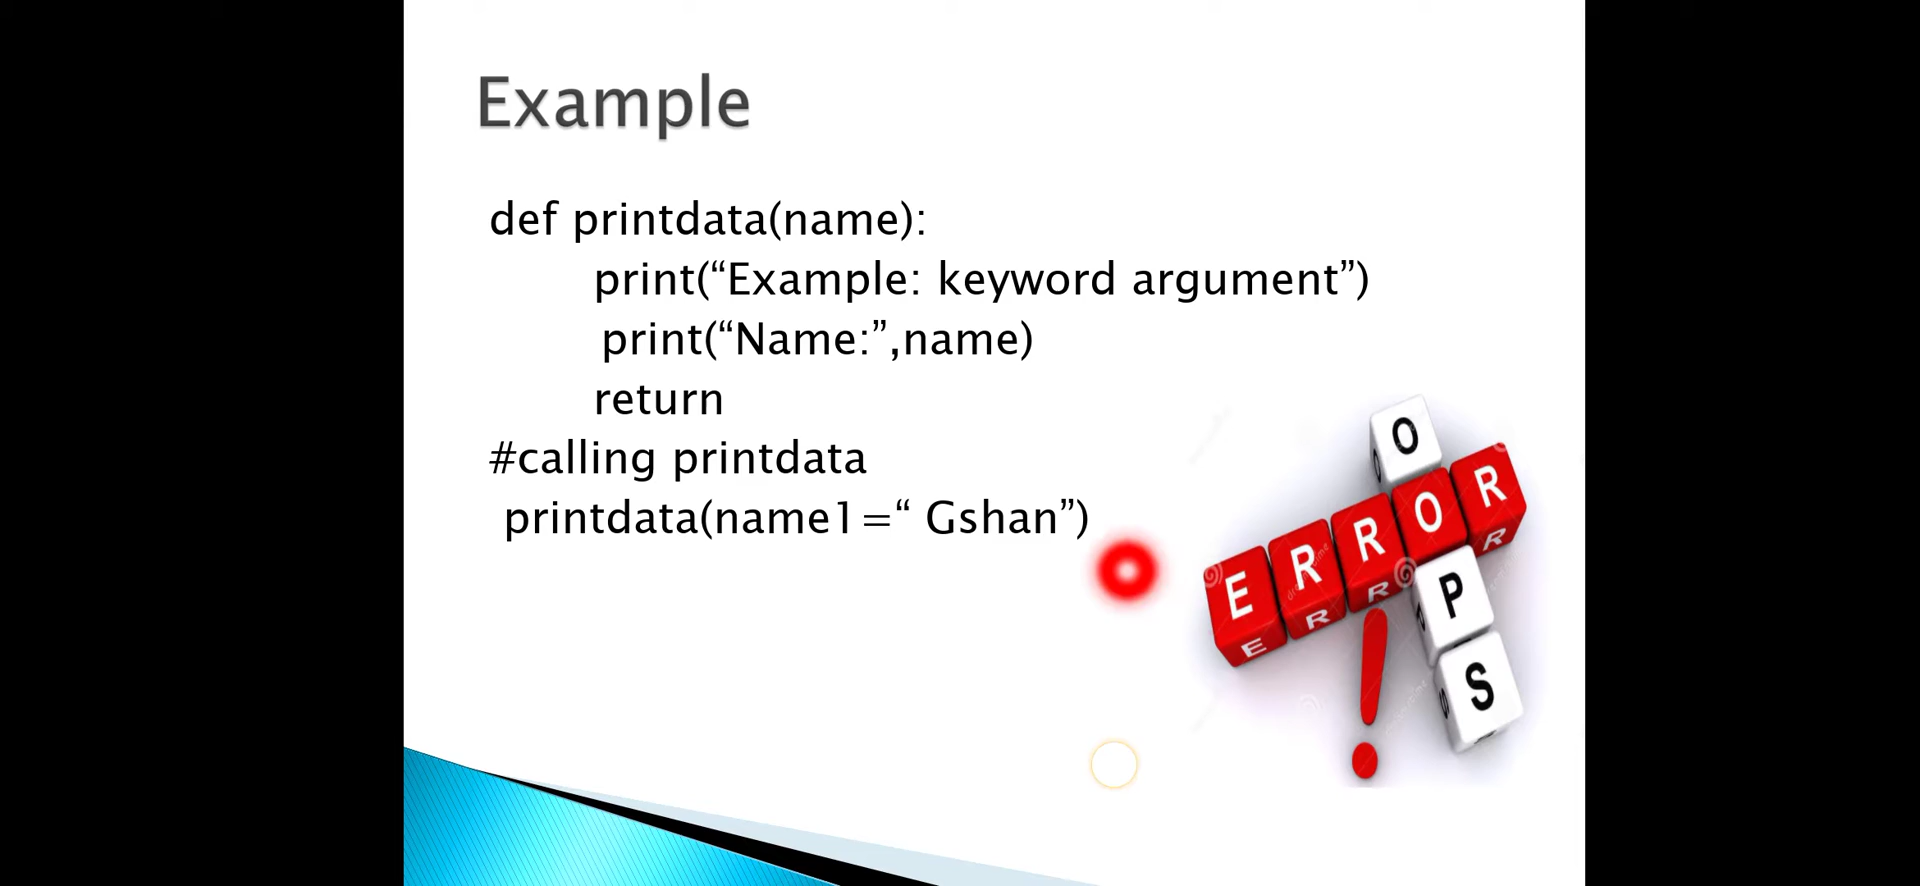 Example
def printdata(name):
print(“Example: keyword argument”)
print(“Name:”,name)
return
#calling printdata
printdata(name1=“ Gshan”)
O
ERROR
P
S